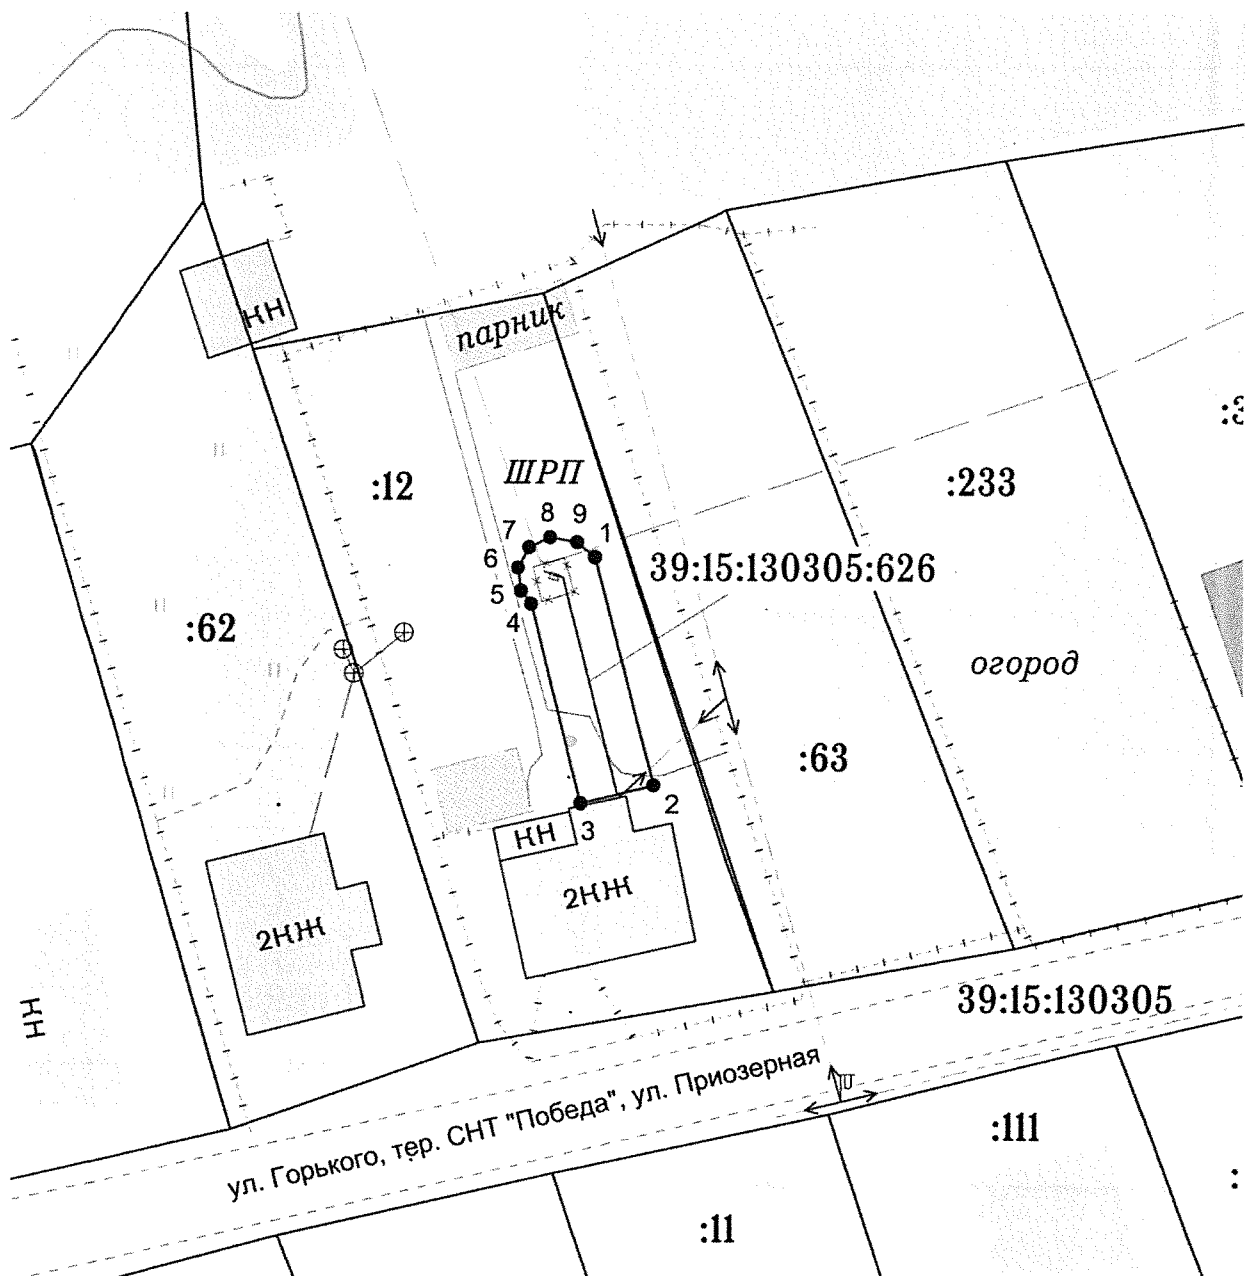 КН
парник
:3
:12
ШРП
:233
8
9
7
1
6
39:15:130305:626
5
4
:62
огород
:63
2
3
КН
2КЖ
2КЖ
КН
39:15:130305
ул. Горького, тер. СНТ "Победа", ул. Приозерная
:111
:
:11